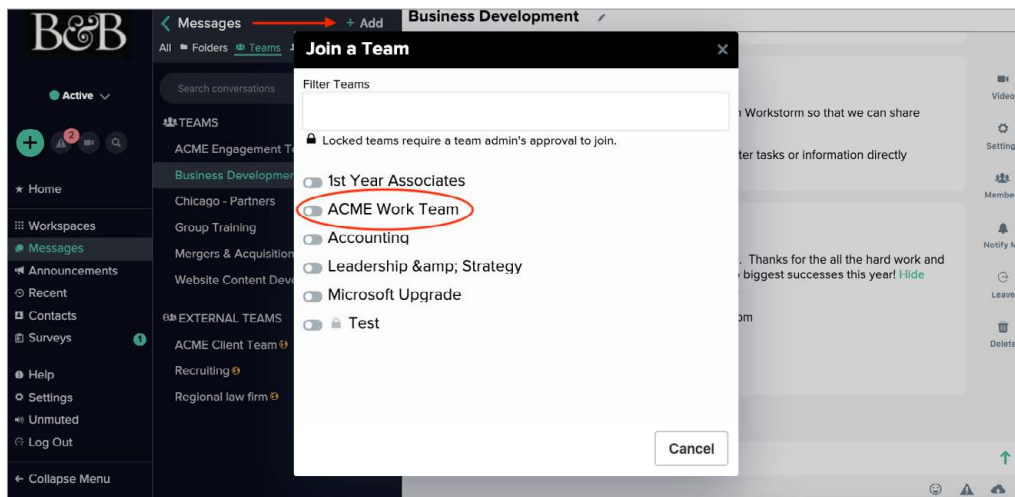 B&B
Active
2
Home
Workspaces
Messages
Announcements
Recent
Contacts
Surveys
1
Help
Settings
Unmuted
Log Out
Collapse Menu
Messages
+ Add
All Folders Teams
Search conversations
TEAMS
ACME Engagement T
Business Developmen
Chicago - Partners
Group Training
Mergers & Acquisition
Website Content Dev
EXTERNAL TEAMS
ACME Client Team
Recruiting
Regional law firm
Business Development
Join a Team
Filter Teams
Locked teams require a team admin's approval to join.
1st Year Associates
ACME Work Team
Accounting
Leadership &amp; Strategy
Microsoft Upgrade
Test
Cancel
Workstorm so that we can share
ter tasks or information directly
. Thanks for the all the hard work and
biggest successes this year! Hide
om
Video
Setting
Membe
Notify M
Leave
Delete